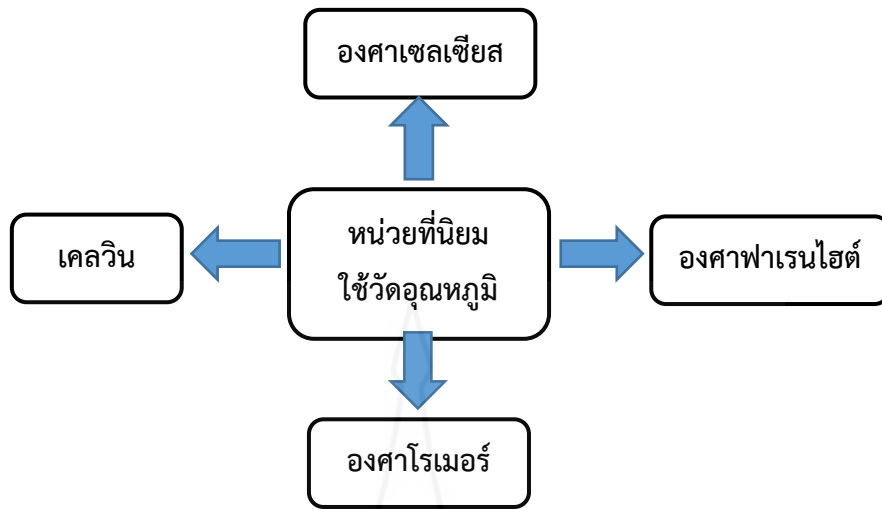 องศาเซลเซียส
เคลวิน
หน่วยที่นิยม
ใช้วัดอุณหภูมิ
องศาฟาเรนไฮต์
องศาโรเมอร์